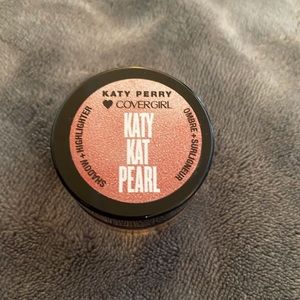 KATY PERRY
♥ COVERGIRL
KATY
KAT
PEARL
SHADOW + HIGHLIGHTER
OMBRE + SURLIGNEUR